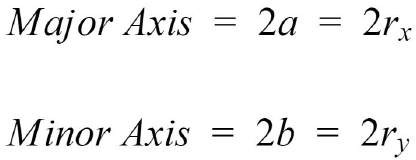 Major Axis = 2a = 2r_x
Minor Axis = 2b = 2r_y